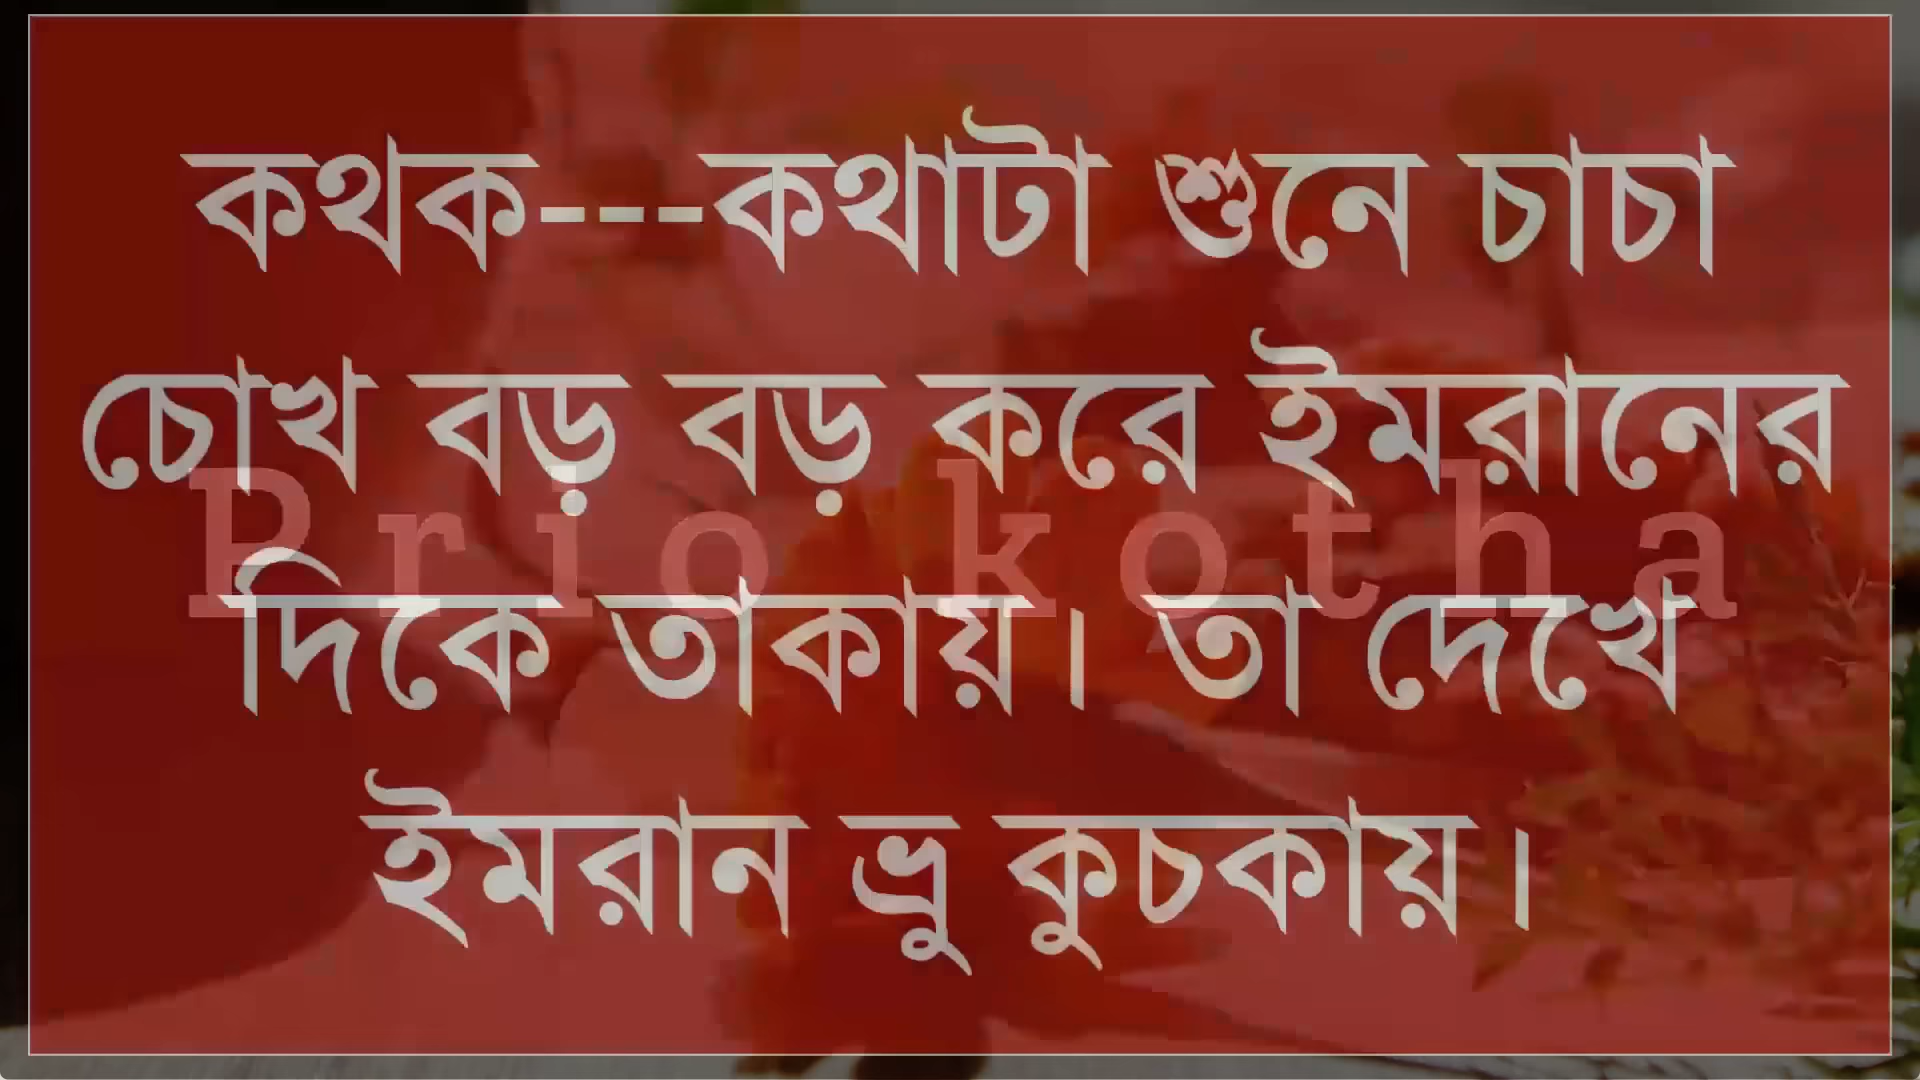 কথক---কথাটা শুনে চাচা
চোখ বড় বড় করে ইমরানের
Prio kotha
দিকে তাকায়। তা দেখে
ইমরান ভ্রু কুচকায়।